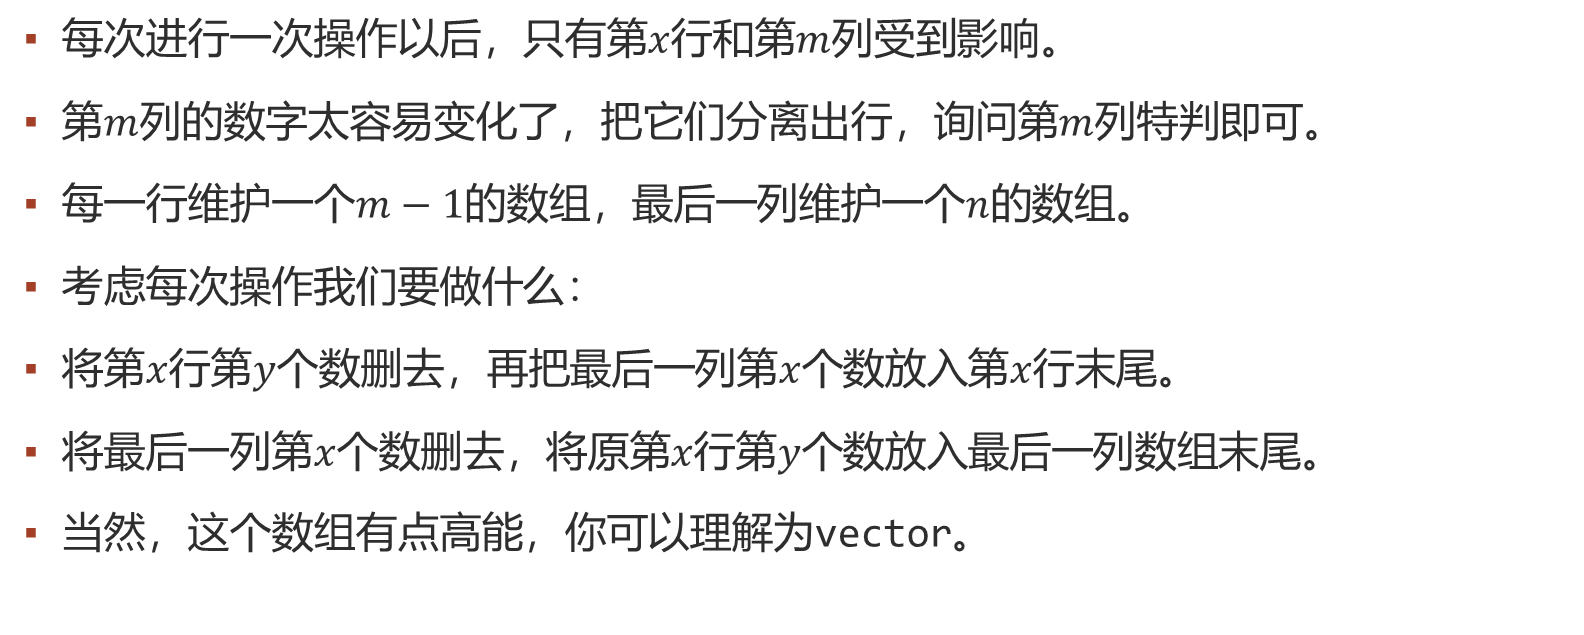 ▪ 每次进行一次操作以后，只有第x行和第m列受到影响。
▪ 第m列的数字太容易变化了，把它们分离出行，询问第m列特判即可。
▪ 每一行维护一个m − 1的数组，最后一列维护一个n的数组。
▪ 考虑每次操作我们要做什么：
▪ 将第x行第y个数删去，再把最后一列第x个数放入第x行末尾。
▪ 将最后一列第x个数删去，将原第x行第y个数放入最后一列数组末尾。
▪ 当然，这个数组有点高能，你可以理解为vector。